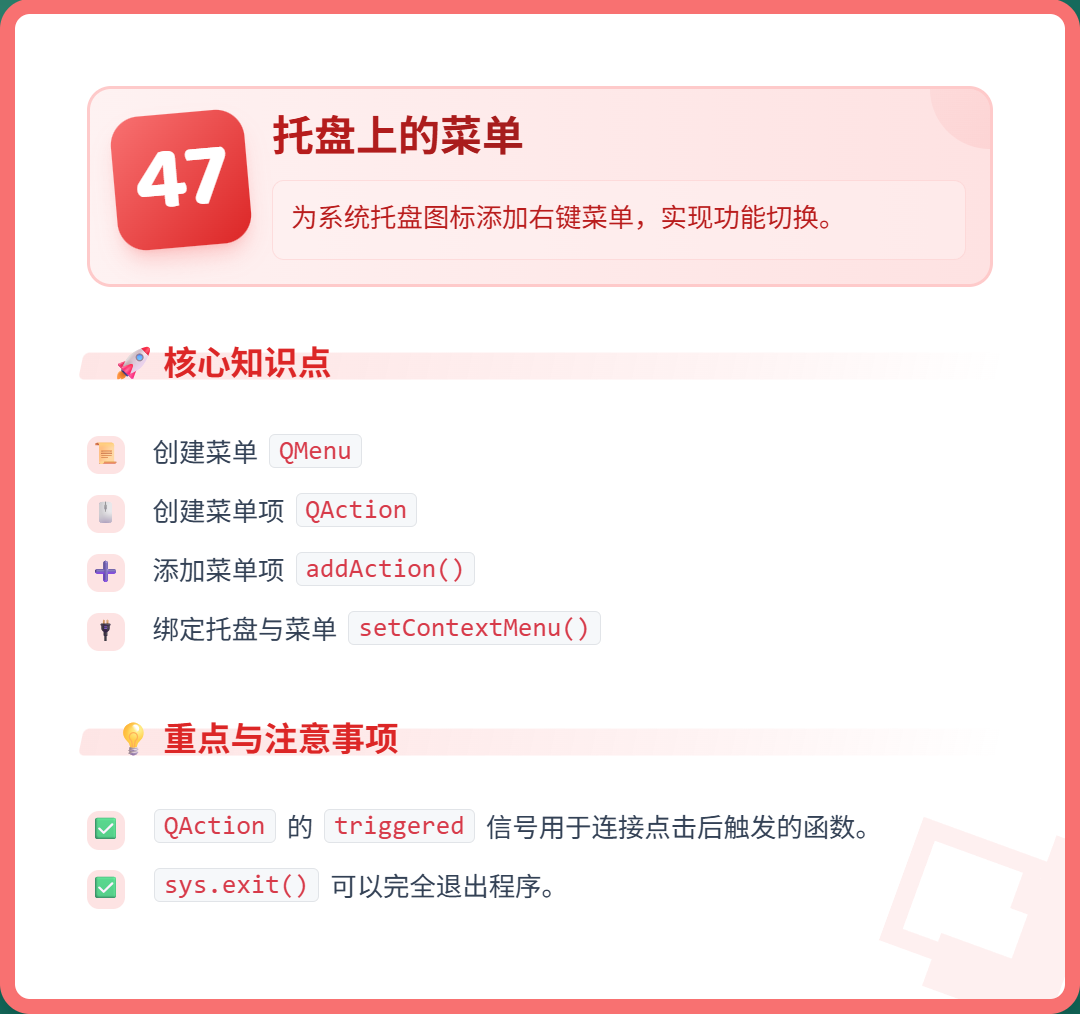 47
托盘上的菜单
为系统托盘图标添加右键菜单，实现功能切换。
🚀 核心知识点
📜 创建菜单 QMenu
🖱️ 创建菜单项 QAction
➕ 添加菜单项 addAction()
🔌 绑定托盘与菜单 setContextMenu()
💡 重点与注意事项
✅ QAction 的 triggered 信号用于连接点击后触发的函数。
✅ sys.exit() 可以完全退出程序。